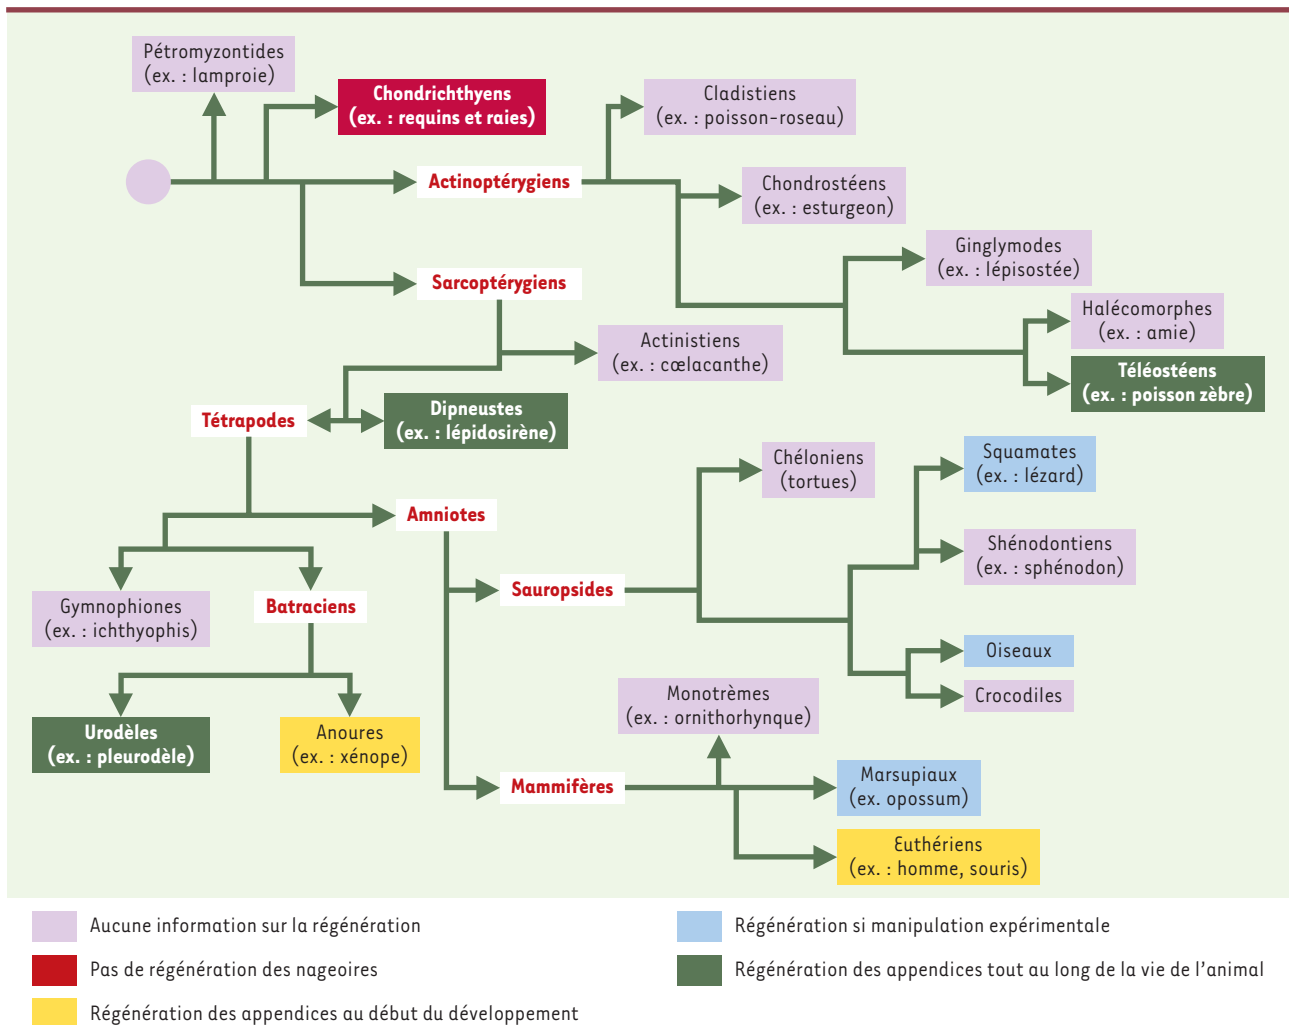 Pétromyzontides
(ex. : lamproie)
Chondrichthyens
(ex. : requins et raies)
Cladistiens
(ex. : poisson-roseau)
Actinoptérygiens
Chondrostéens
(ex. : esturgeon)
Ginglymodes
(ex. : lépisostée)
Sarcoptérygiens
Halécomorphes
(ex. : amie)
Actinistiens
(ex. : cœlacanthe)
Téléostéens
(ex. : poisson zèbre)
Tétrapodes
Dipneustes
(ex. : lépidosirène)
Chéloniens
(tortues)
Squamates
(ex. : lézard)
Amniotes
Shénodontiens
(ex. : sphénodon)
Sauropsides
Gymnophiones
(ex. : ichthyophis)
Batraciens
Oiseaux
Crocodiles
Monotrèmes
(ex. : ornithorhynque)
Urodèles
(ex. : pleurodèle)
Anoures
(ex. : xénope)
Mammifères
Marsupiaux
(ex. opossum)
Euthériens
(ex. : homme, souris)
Aucune information sur la régénération
Pas de régénération des nageoires
Régénération des appendices au début du développement
Régénération si manipulation expérimentale
Régénération des appendices tout au long de la vie de l'animal